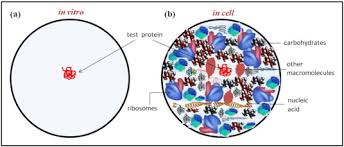 (a)
in vitro
(b)
in cell
test protein
carbohydrates
other
macromolecules
ribosomes
nucleic
acid